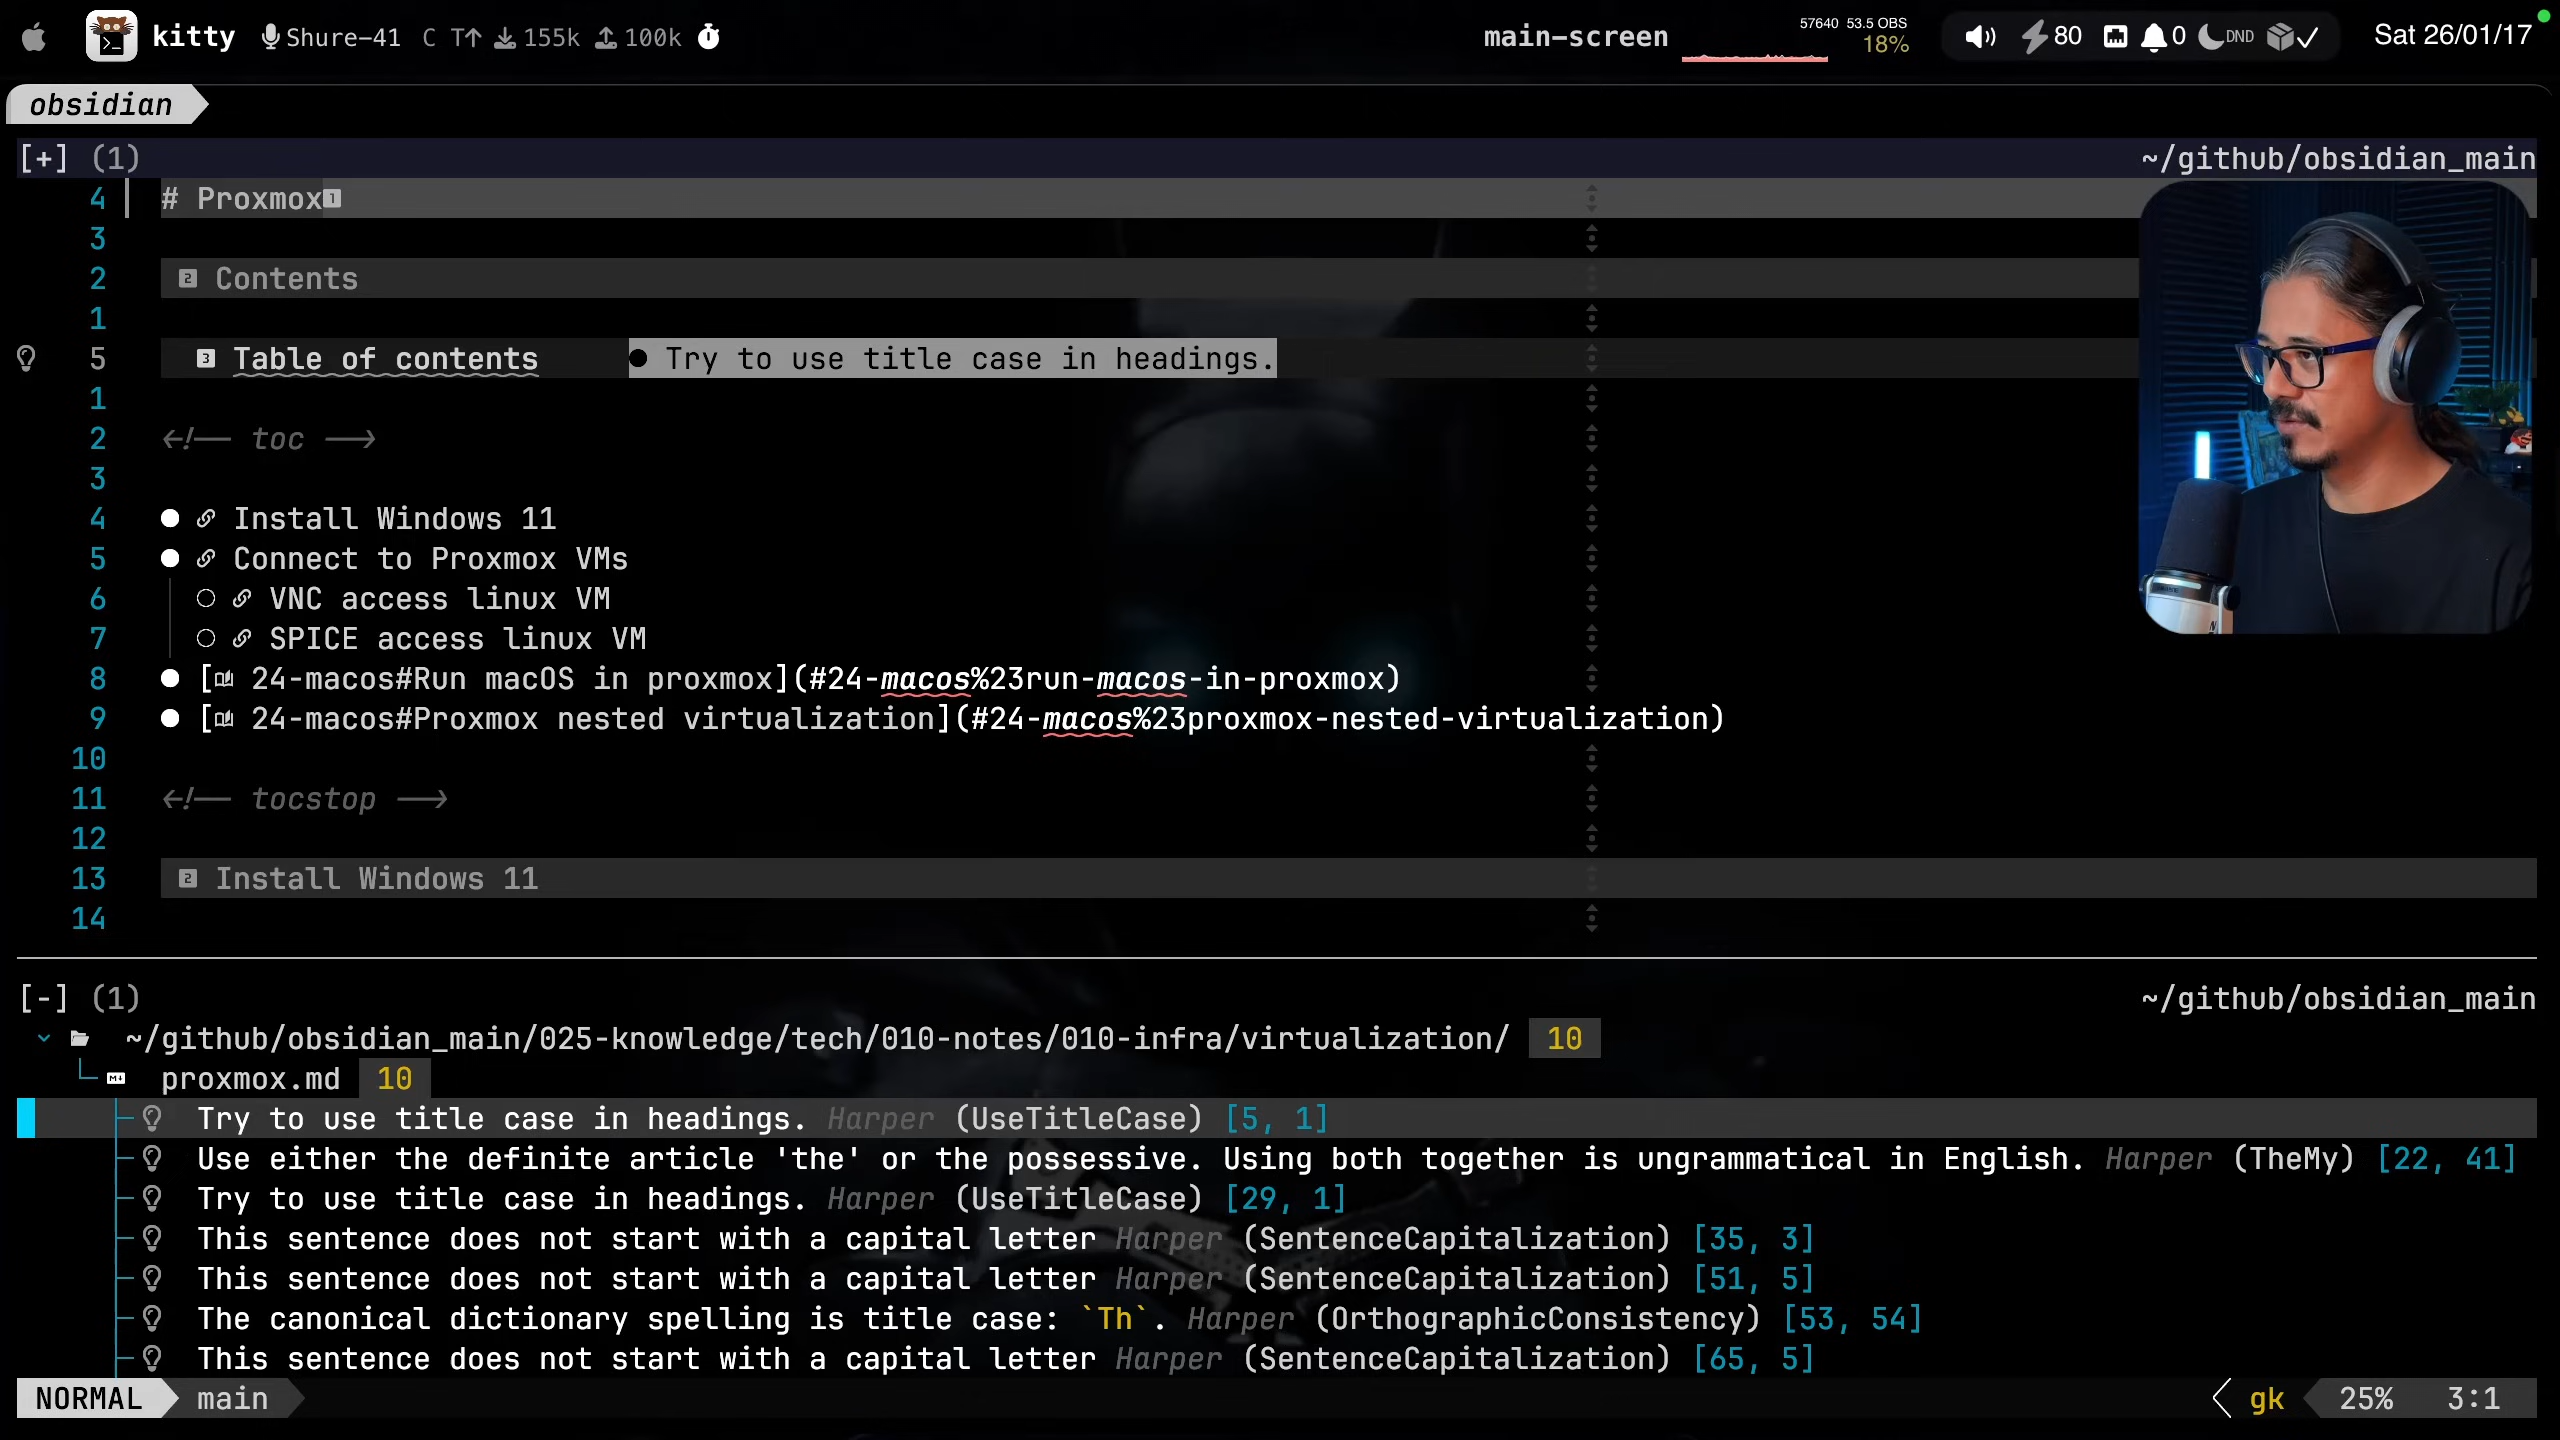 kitty Shure-41 C T↑ 155k 100k
main-screen 57640 53.5 OBS 18% 80 0 DND Sat 26/01/17
obsidian
[+] (1) ~/github/obsidian_main
4 # Proxmox 1
3
2 2 Contents
1
5 3 Table of contents ● Try to use title case in headings.
1
2 <!-- toc -->
3
4 ● Install Windows 11
5 ● Connect to Proxmox VMs
6 ○ VNC access linux VM
7 ○ SPICE access linux VM
8 ● [24-macos#Run macOS in proxmox](#24-macos%23run-macos-in-proxmox)
9 ● [24-macos#Proxmox nested virtualization](#24-macos%23proxmox-nested-virtualization)
10
11 <!-- tocstop -->
12
13 2 Install Windows 11
14
[-] (1) ~/github/obsidian_main
~/github/obsidian_main/025-knowledge/tech/010-notes/010-infra/virtualization/ 10
proxmox.md 10
Try to use title case in headings. Harper (UseTitleCase) [5, 1]
Use either the definite article 'the' or the possessive. Using both together is ungrammatical in English. Harper (TheMy) [22, 41]
Try to use title case in headings. Harper (UseTitleCase) [29, 1]
This sentence does not start with a capital letter Harper (SentenceCapitalization) [35, 3]
This sentence does not start with a capital letter Harper (SentenceCapitalization) [51, 5]
The canonical dictionary spelling is title case: `Th`. Harper (OrthographicConsistency) [53, 54]
This sentence does not start with a capital letter Harper (SentenceCapitalization) [65, 5]
NORMAL main gk 25% 3:1